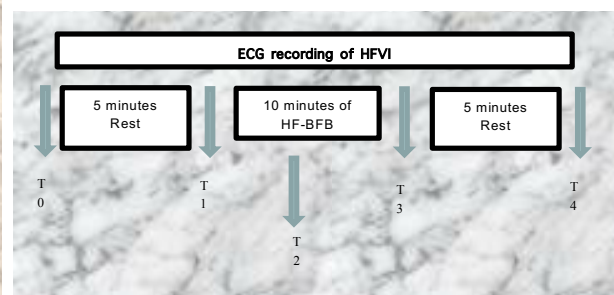 ECG recording of HFVI
5 minutes
Rest
10 minutes of
HF-BFB
5 minutes
Rest
T
0
T
1
T
2
T
3
T
4